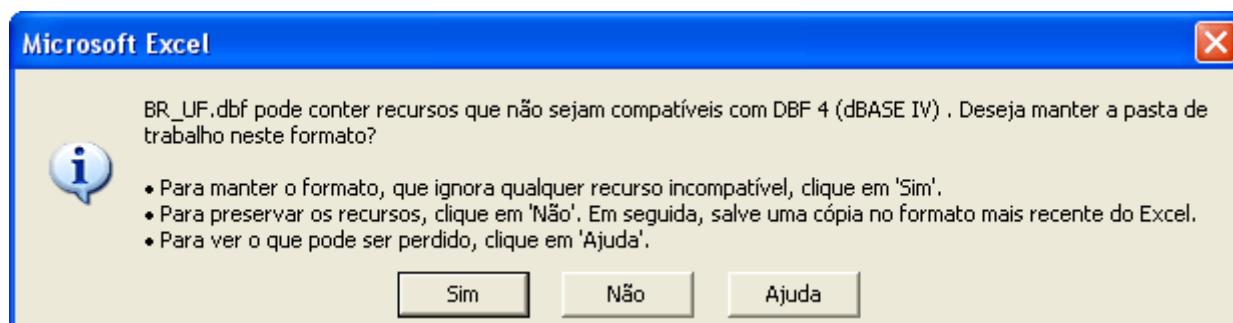 Microsoft Excel
BR_UF.dbf pode conter recursos que não sejam compatíveis com DBF 4 (dBASE IV) . Deseja manter a pasta de
trabalho neste formato?
• Para manter o formato, que ignora qualquer recurso incompatível, clique em 'Sim'.
• Para preservar os recursos, clique em 'Não'. Em seguida, salve uma cópia no formato mais recente do Excel.
• Para ver o que pode ser perdido, clique em 'Ajuda'.
Sim Não Ajuda